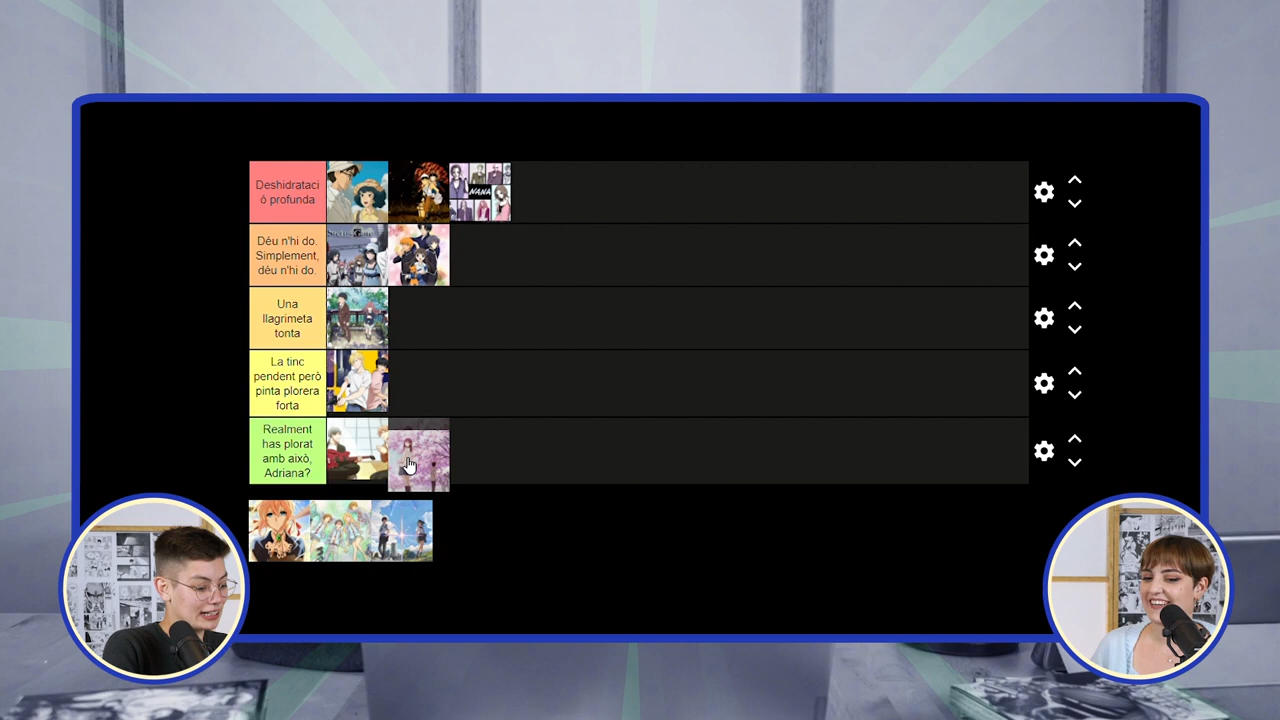 Deshidrataci
ó profunda
NANA
Déu n'hi do.
Simplement,
déu n'hi do.
Una
llagrimeta
tonta
La tinc
pendent però
pinta plorera
forta
Realment
has plorat
amb això,
Adriana?